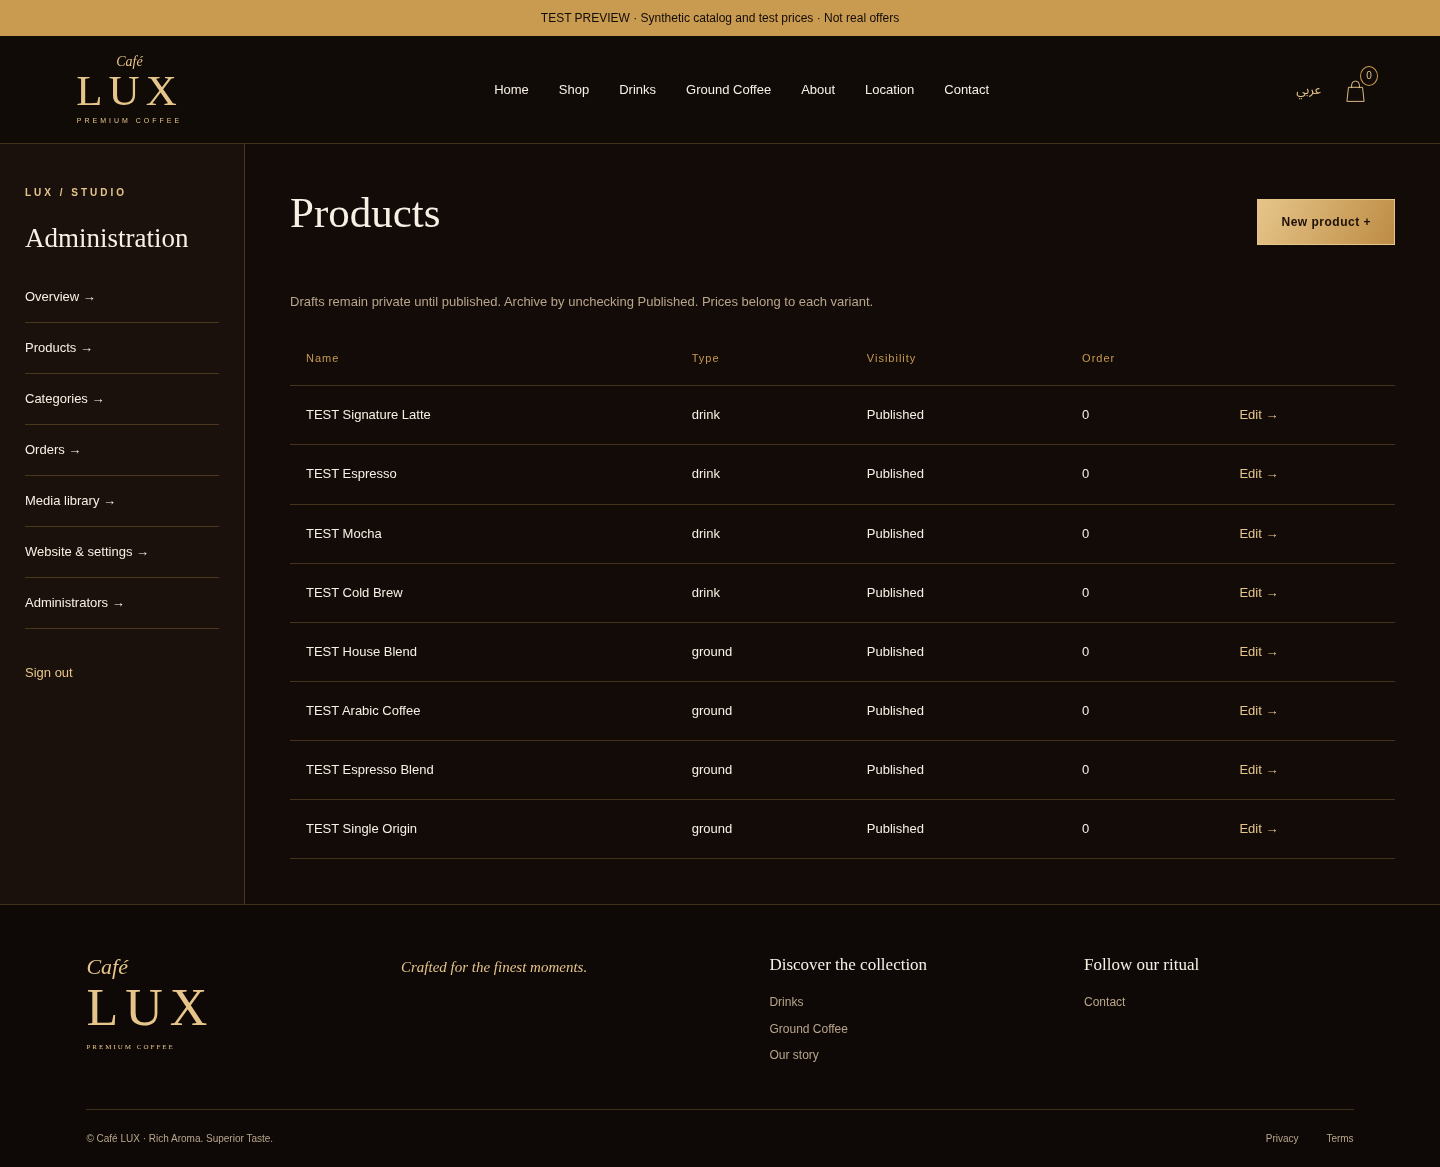 TEST PREVIEW · Synthetic catalog and test prices · Not real offers
Café
LUX
PREMIUM COFFEE
Home Shop Drinks Ground Coffee About Location Contact
عربي
0
LUX / STUDIO
Administration
Overview →
Products →
Categories →
Orders →
Media library →
Website & settings →
Administrators →
Sign out
Products
New product +
Drafts remain private until published. Archive by unchecking Published. Prices belong to each variant.
Name Type Visibility Order
TEST Signature Latte drink Published 0 Edit →
TEST Espresso drink Published 0 Edit →
TEST Mocha drink Published 0 Edit →
TEST Cold Brew drink Published 0 Edit →
TEST House Blend ground Published 0 Edit →
TEST Arabic Coffee ground Published 0 Edit →
TEST Espresso Blend ground Published 0 Edit →
TEST Single Origin ground Published 0 Edit →
Café
LUX
PREMIUM COFFEE
Crafted for the finest moments.
Discover the collection
Drinks
Ground Coffee
Our story
Follow our ritual
Contact
© Café LUX · Rich Aroma. Superior Taste.
Privacy Terms